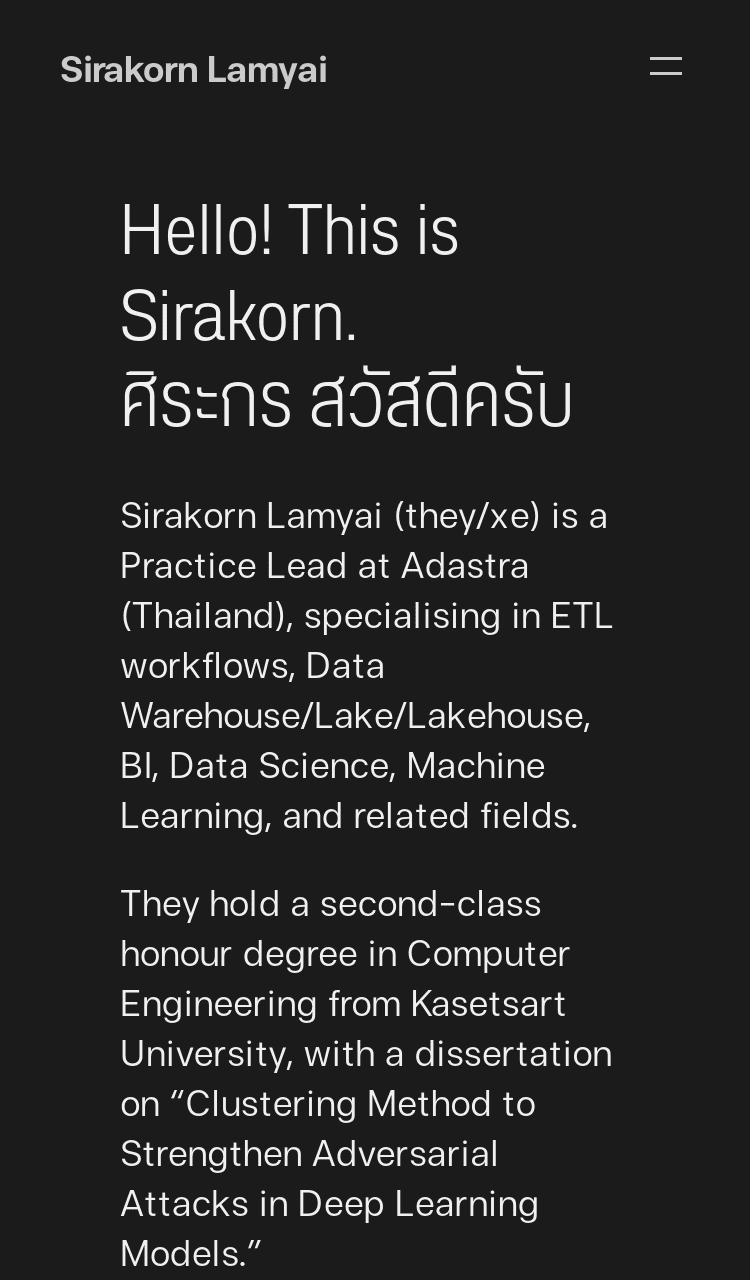 Sirakorn Lamyai
Hello! This is
Sirakorn.
ศิระกร สวัสดีครับ
Sirakorn Lamyai (they/xe) is a
Practice Lead at Adastra
(Thailand), specialising in ETL
workflows, Data
Warehouse/Lake/Lakehouse,
BI, Data Science, Machine
Learning, and related fields.
They hold a second-class
honour degree in Computer
Engineering from Kasetsart
University, with a dissertation
on “Clustering Method to
Strengthen Adversarial
Attacks in Deep Learning
Models.”